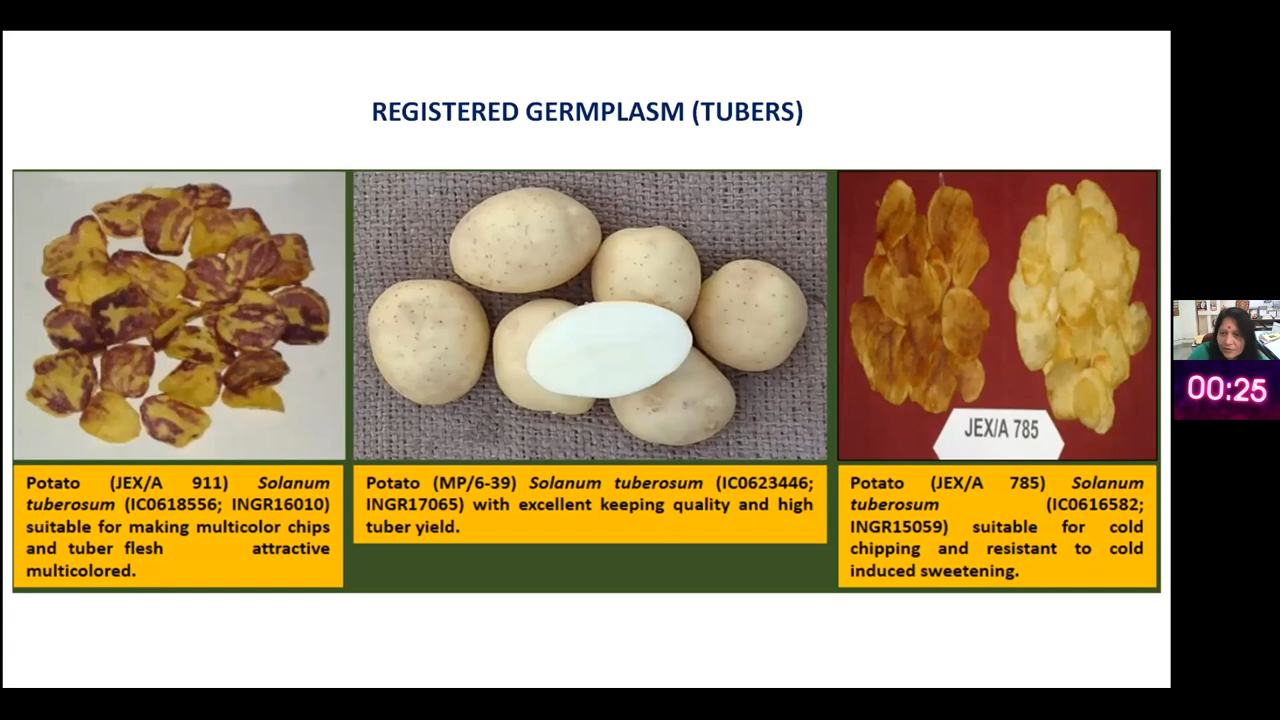 REGISTERED GERMPLASM (TUBERS)
JEX/A 785
Potato (JEX/A 911) Solanum
tuberosum (IC0618556; INGR16010)
suitable for making multicolor chips
and tuber flesh attractive
multicolored.
Potato (MP/6-39) Solanum tuberosum (IC0623446;
INGR17065) with excellent keeping quality and high
tuber yield.
Potato (JEX/A 785) Solanum
tuberosum (IC0616582;
INGR15059) suitable for cold
chipping and resistant to cold
induced sweetening.
00:25